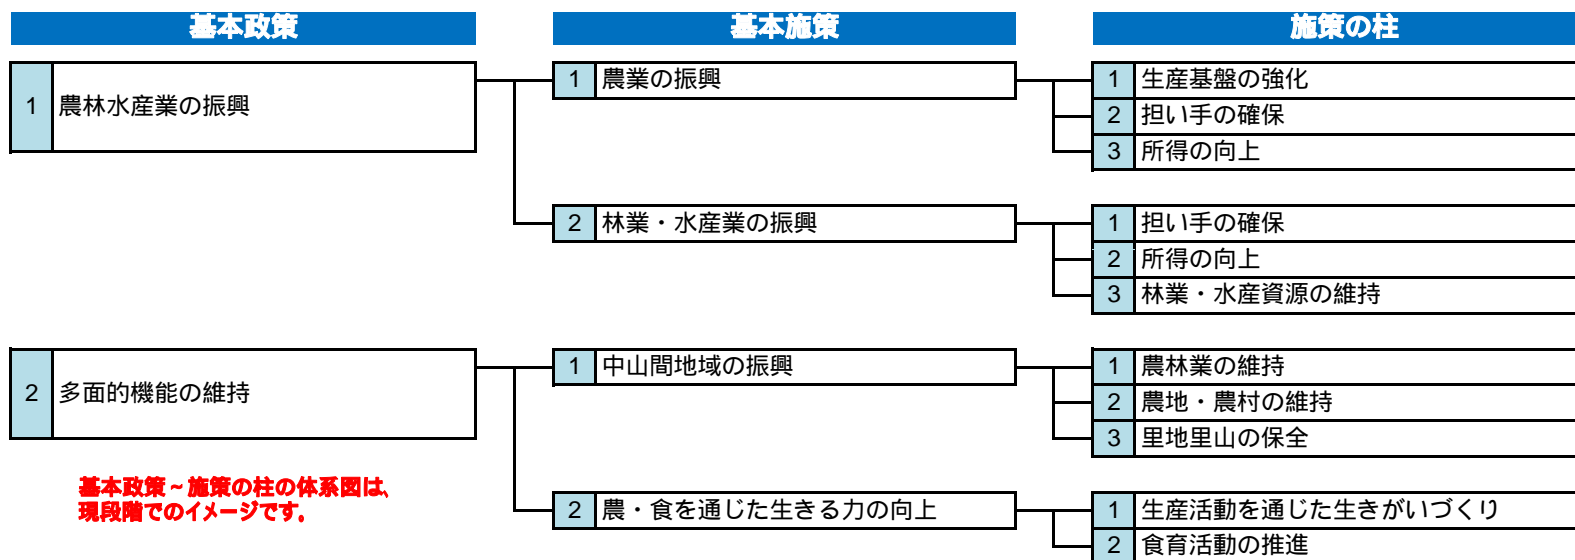 基本政策
基本施策
施策の柱
1 農林水産業の振興
1 農業の振興
1 生産基盤の強化
2 担い手の確保
3 所得の向上
2 林業・水産業の振興
1 担い手の確保
2 所得の向上
3 林業・水産資源の維持
2 多面的機能の維持
1 中山間地域の振興
1 農林業の維持
2 農地・農村の維持
3 里地里山の保全
2 農・食を通じた生きる力の向上
1 生産活動を通じた生きがいづくり
2 食育活動の推進
基本政策～施策の柱の体系図は、
現段階でのイメージです。